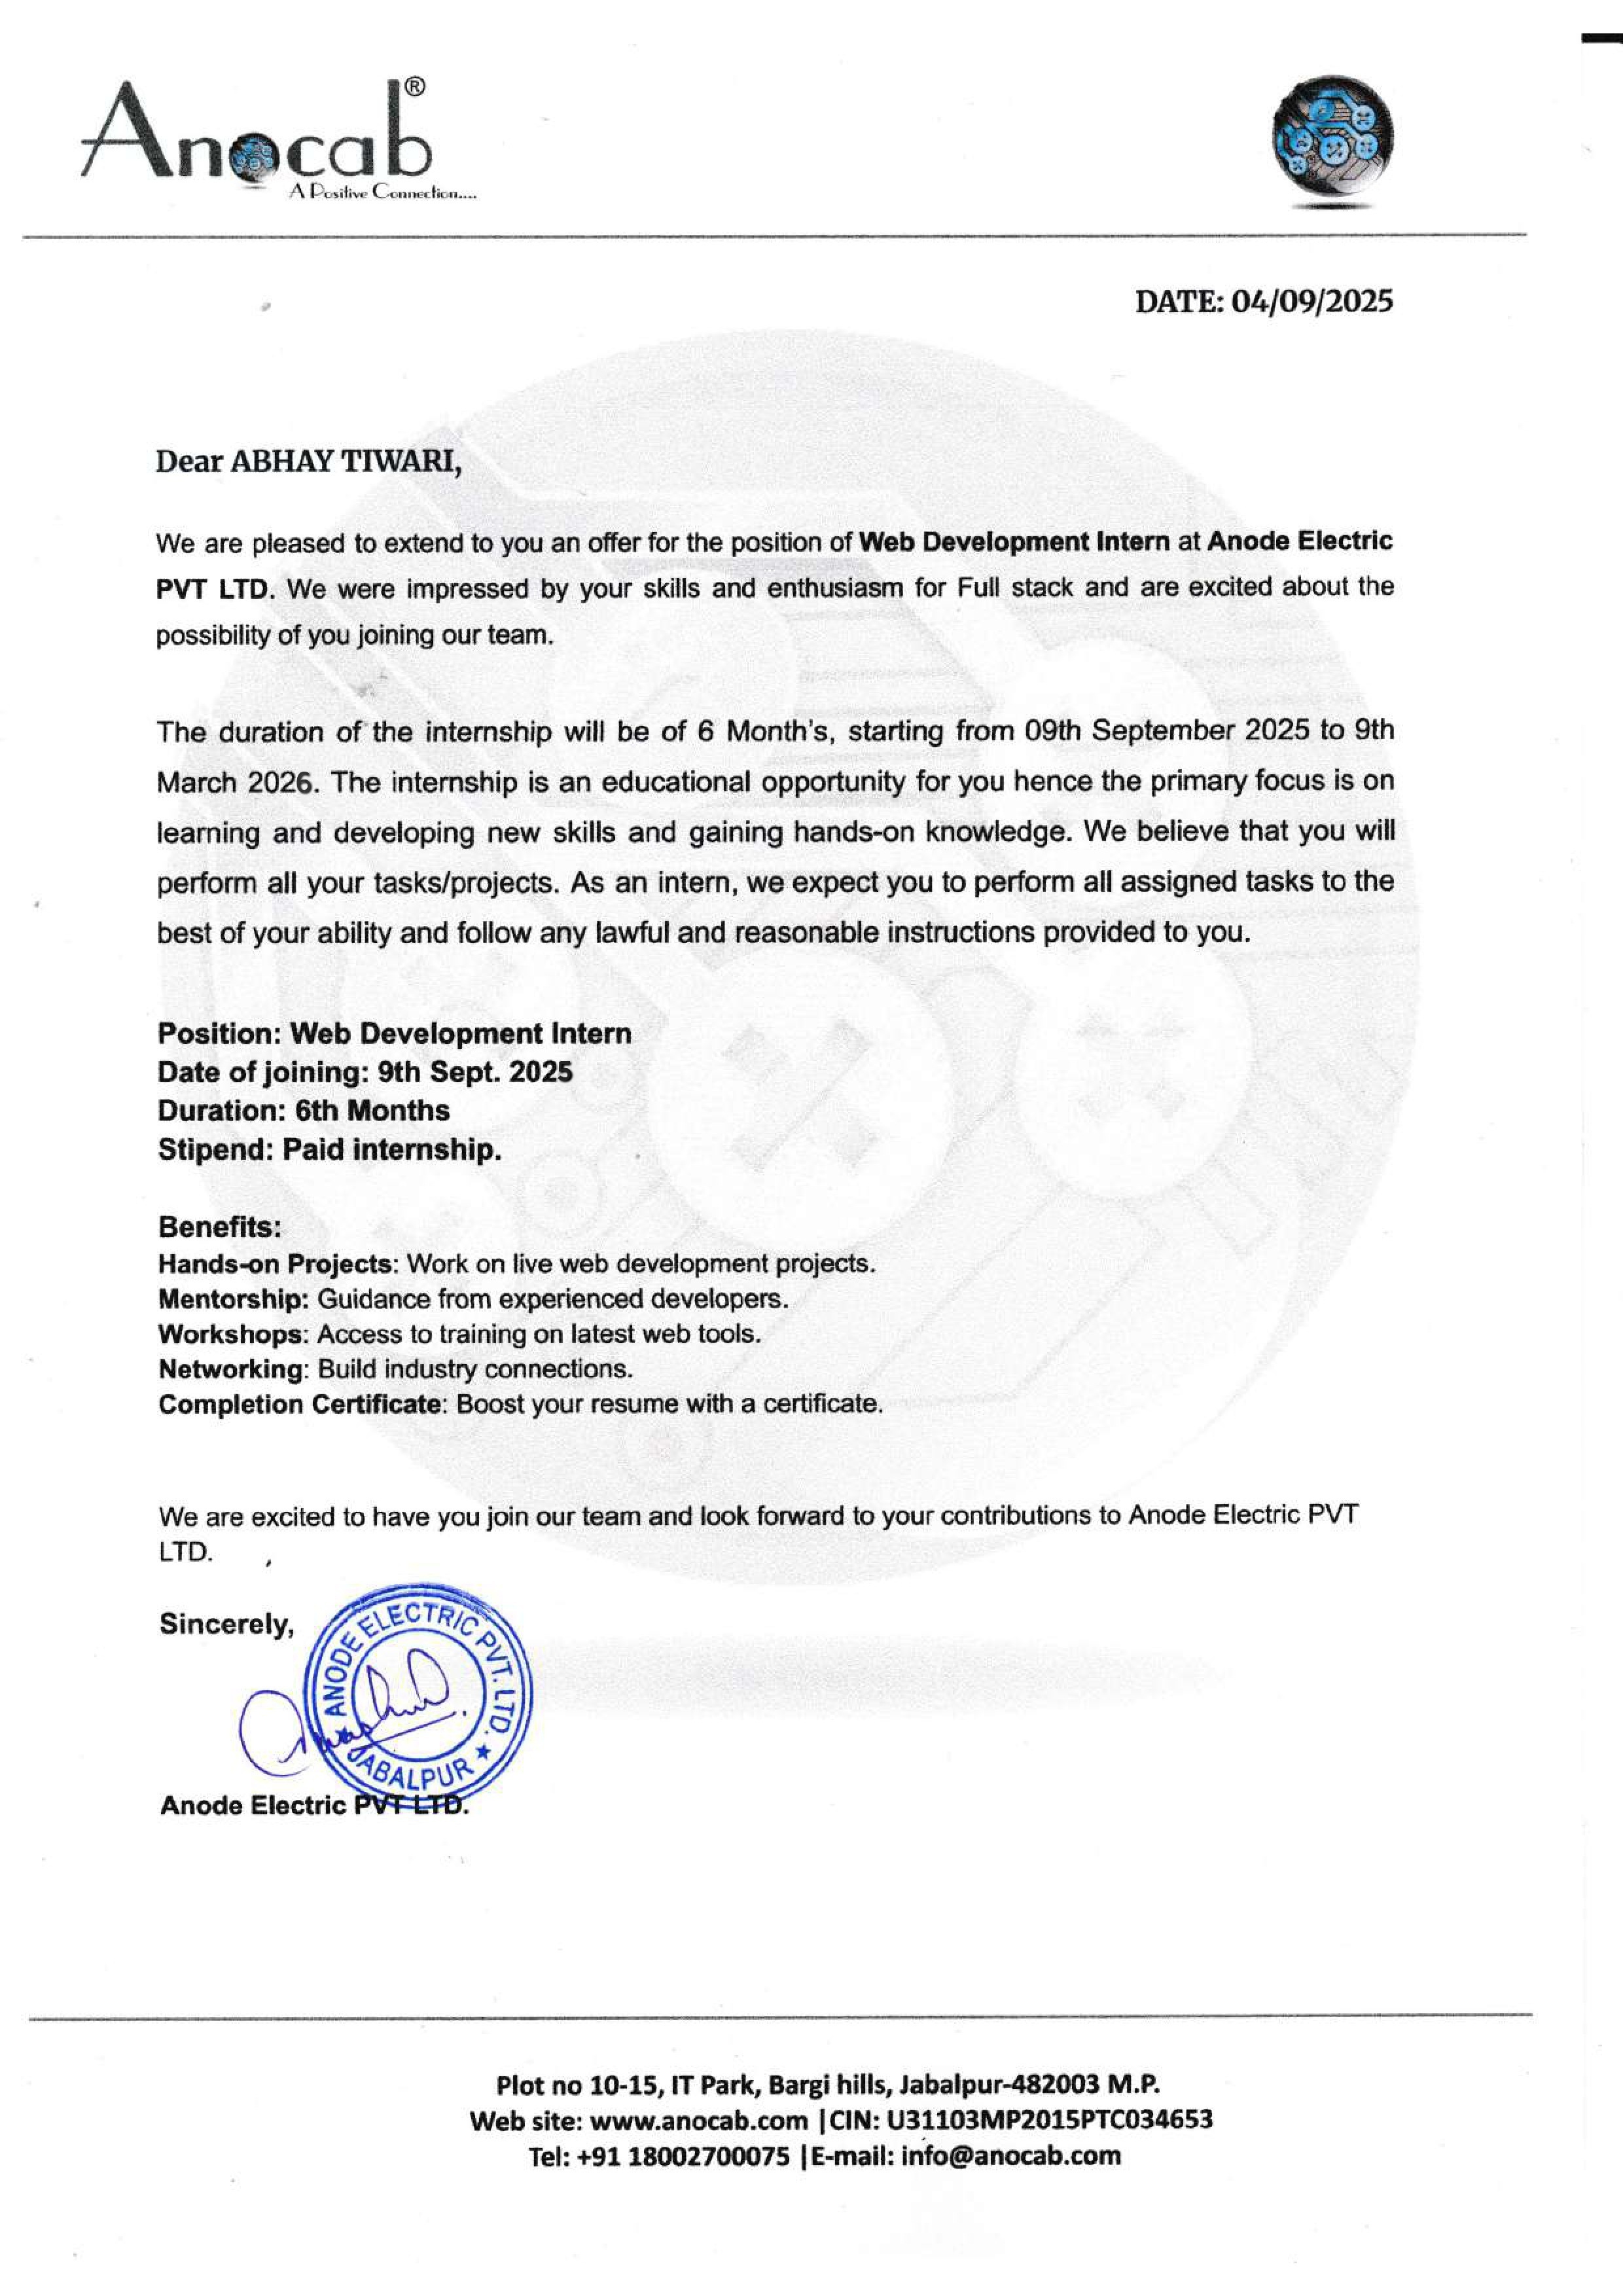 Anocab®
A Positive Connection....
DATE: 04/09/2025
Dear ABHAY TIWARI,
We are pleased to extend to you an offer for the position of Web Development Intern at Anode Electric
PVT LTD. We were impressed by your skills and enthusiasm for Full stack and are excited about the
possibility of you joining our team.
The duration of the internship will be of 6 Month's, starting from 09th September 2025 to 9th
March 2026. The internship is an educational opportunity for you hence the primary focus is on
learning and developing new skills and gaining hands-on knowledge. We believe that you will
perform all your tasks/projects. As an intern, we expect you to perform all assigned tasks to the
best of your ability and follow any lawful and reasonable instructions provided to you.
Position: Web Development Intern
Date of joining: 9th Sept. 2025
Duration: 6th Months
Stipend: Paid internship.
Benefits:
Hands-on Projects: Work on live web development projects.
Mentorship: Guidance from experienced developers.
Workshops: Access to training on latest web tools.
Networking: Build industry connections.
Completion Certificate: Boost your resume with a certificate.
We are excited to have you join our team and look forward to your contributions to Anode Electric PVT
LTD.
Sincerely,
ANODE ELECTRIC PVT. LTD.
★ JABALPUR ★
Anode Electric PVT LTD.
Plot no 10-15, IT Park, Bargi hills, Jabalpur-482003 M.P.
Web site: www.anocab.com |CIN: U31103MP2015PTC034653
Tel: +91 18002700075 |E-mail: info@anocab.com